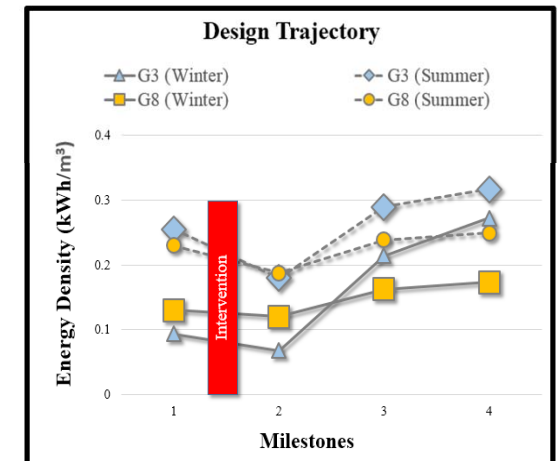 Design Trajectory
G3 (Winter)
G3 (Summer)
G8 (Winter)
G8 (Summer)
Energy Density (kWh/m³)
0.4
0.3
0.2
0.1
0
Intervention
1 2 3 4
Milestones